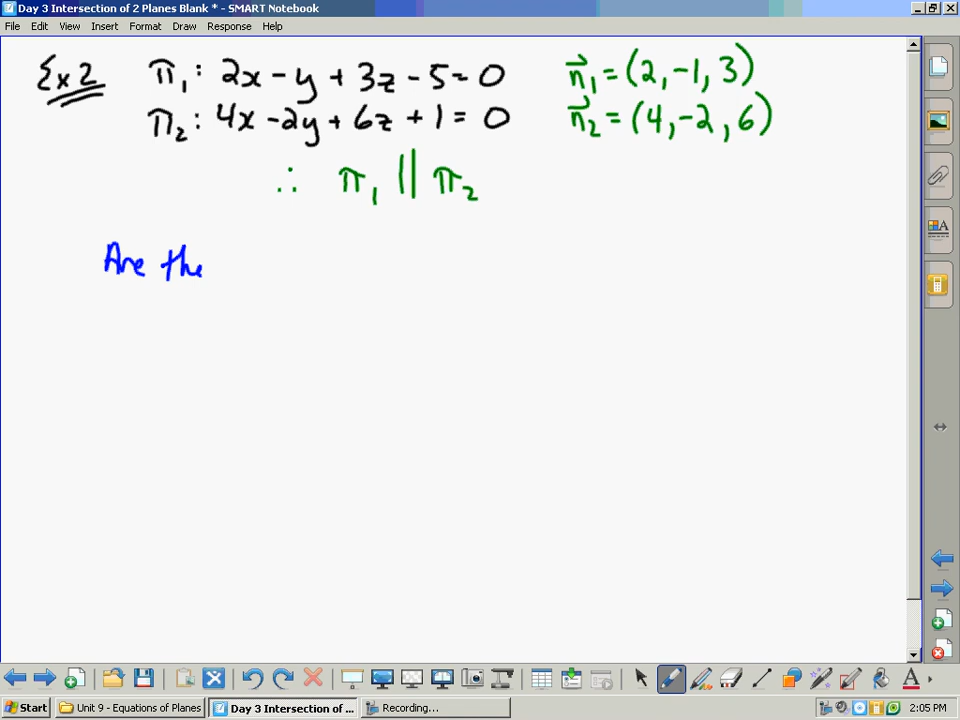 Day 3 Intersection of 2 Planes Blank * - SMART Notebook
File Edit View Insert Format Draw Response Help
Ex 2 π₁: 2x - y + 3z - 5 = 0 n⃗₁ = (2, -1, 3)
π₂: 4x - 2y + 6z + 1 = 0 n⃗₂ = (4, -2, 6)
∴ π₁ || π₂
Are the
A
Start Unit 9 - Equations of Planes Day 3 Intersection of ... Recording... 2:05 PM